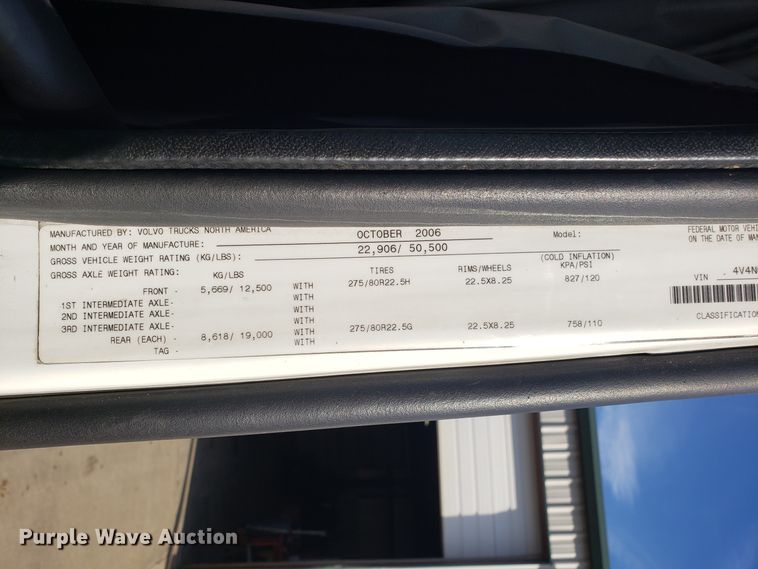 MANUFACTURED BY: VOLVO TRUCKS NORTH AMERICA
MONTH AND YEAR OF MANUFACTURE: OCTOBER 2006 Model:
GROSS VEHICLE WEIGHT RATING (KG/LBS): 22,906/ 50,500
GROSS AXLE WEIGHT RATING: KG/LBS TIRES RIMS/WHEELS (COLD INFLATION) KPA/PSI
FRONT - 5,669/ 12,500 WITH 275/80R22.5H 22.5X8.25 827/120
1ST INTERMEDIATE AXLE- WITH
2ND INTERMEDIATE AXLE- WITH
3RD INTERMEDIATE AXLE- WITH
REAR (EACH) - 8,618/ 19,000 WITH 275/80R22.5G 22.5X8.25 758/110
TAG - WITH
FEDERAL MOTOR VEHI
ON THE DATE OF MAN
VIN - 4V4N
CLASSIFICATION
Purple Wave Auction